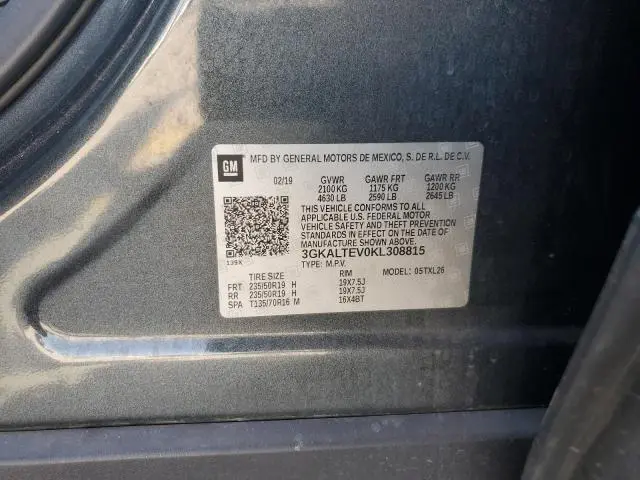 GM MFD BY GENERAL MOTORS DE MEXICO, S. DE R.L. DE C.V.
02/19 GVWR GAWR FRT GAWR RR
2100 KG 1175 KG 1200 KG
4630 LB 2590 LB 2645 LB
THIS VEHICLE CONFORMS TO ALL
APPLICABLE U.S. FEDERAL MOTOR
VEHICLE SAFETY AND THEFT PREVENTION
STANDARDS IN EFFECT ON THE DATE OF
MANUFACTURE SHOWN ABOVE.
139X 3GKALTEV0KL308815
TYPE: M.P.V.
TIRE SIZE RIM MODEL: 05TXL26
FRT 235/50R19 H 19X7.5J
RR 235/50R19 H 19X7.5J
SPA T135/70R16 M 16X4BT